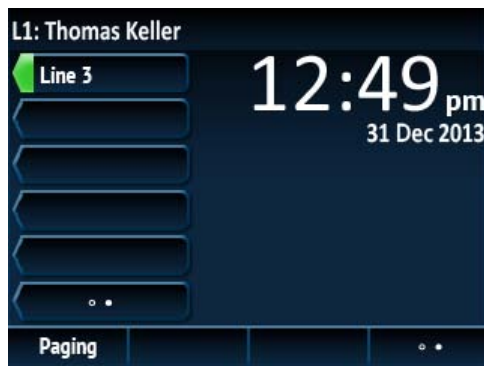 L1: Thomas Keller
Line 3
12:49 pm
31 Dec 2013
Paging